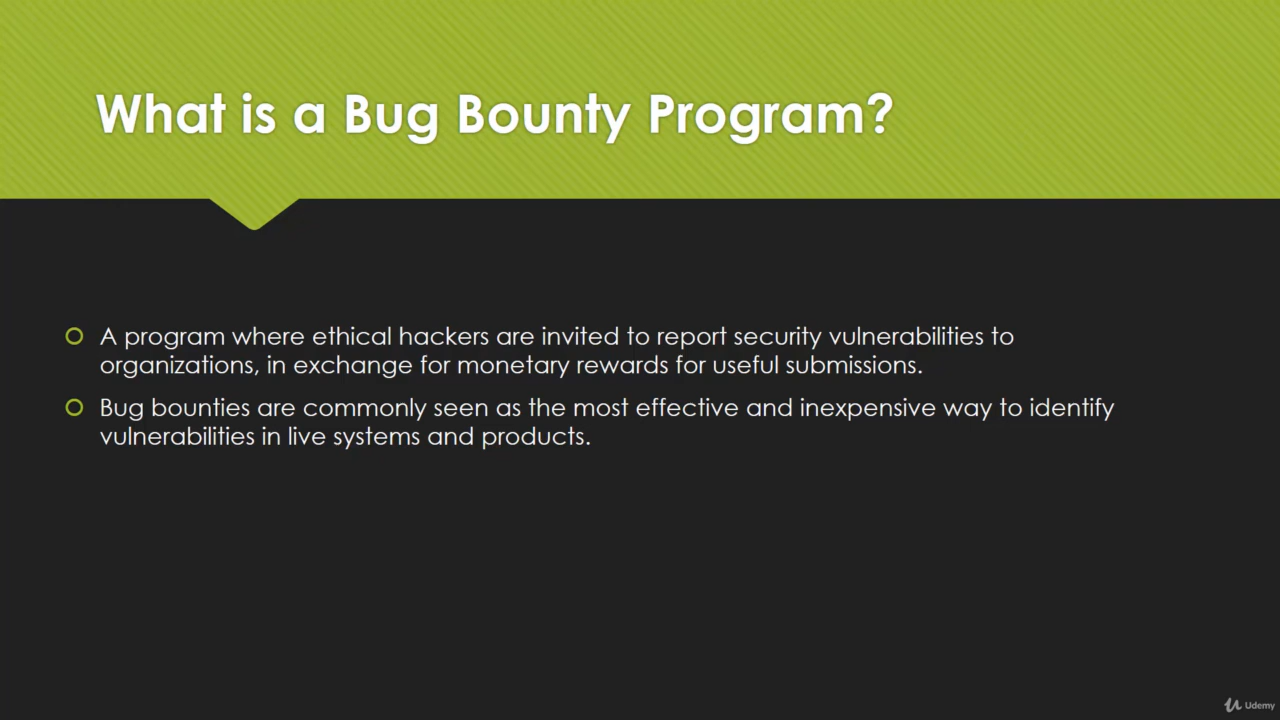 What is a Bug Bounty Program?
A program where ethical hackers are invited to report security vulnerabilities to
organizations, in exchange for monetary rewards for useful submissions.
Bug bounties are commonly seen as the most effective and inexpensive way to identify
vulnerabilities in live systems and products.
Udemy